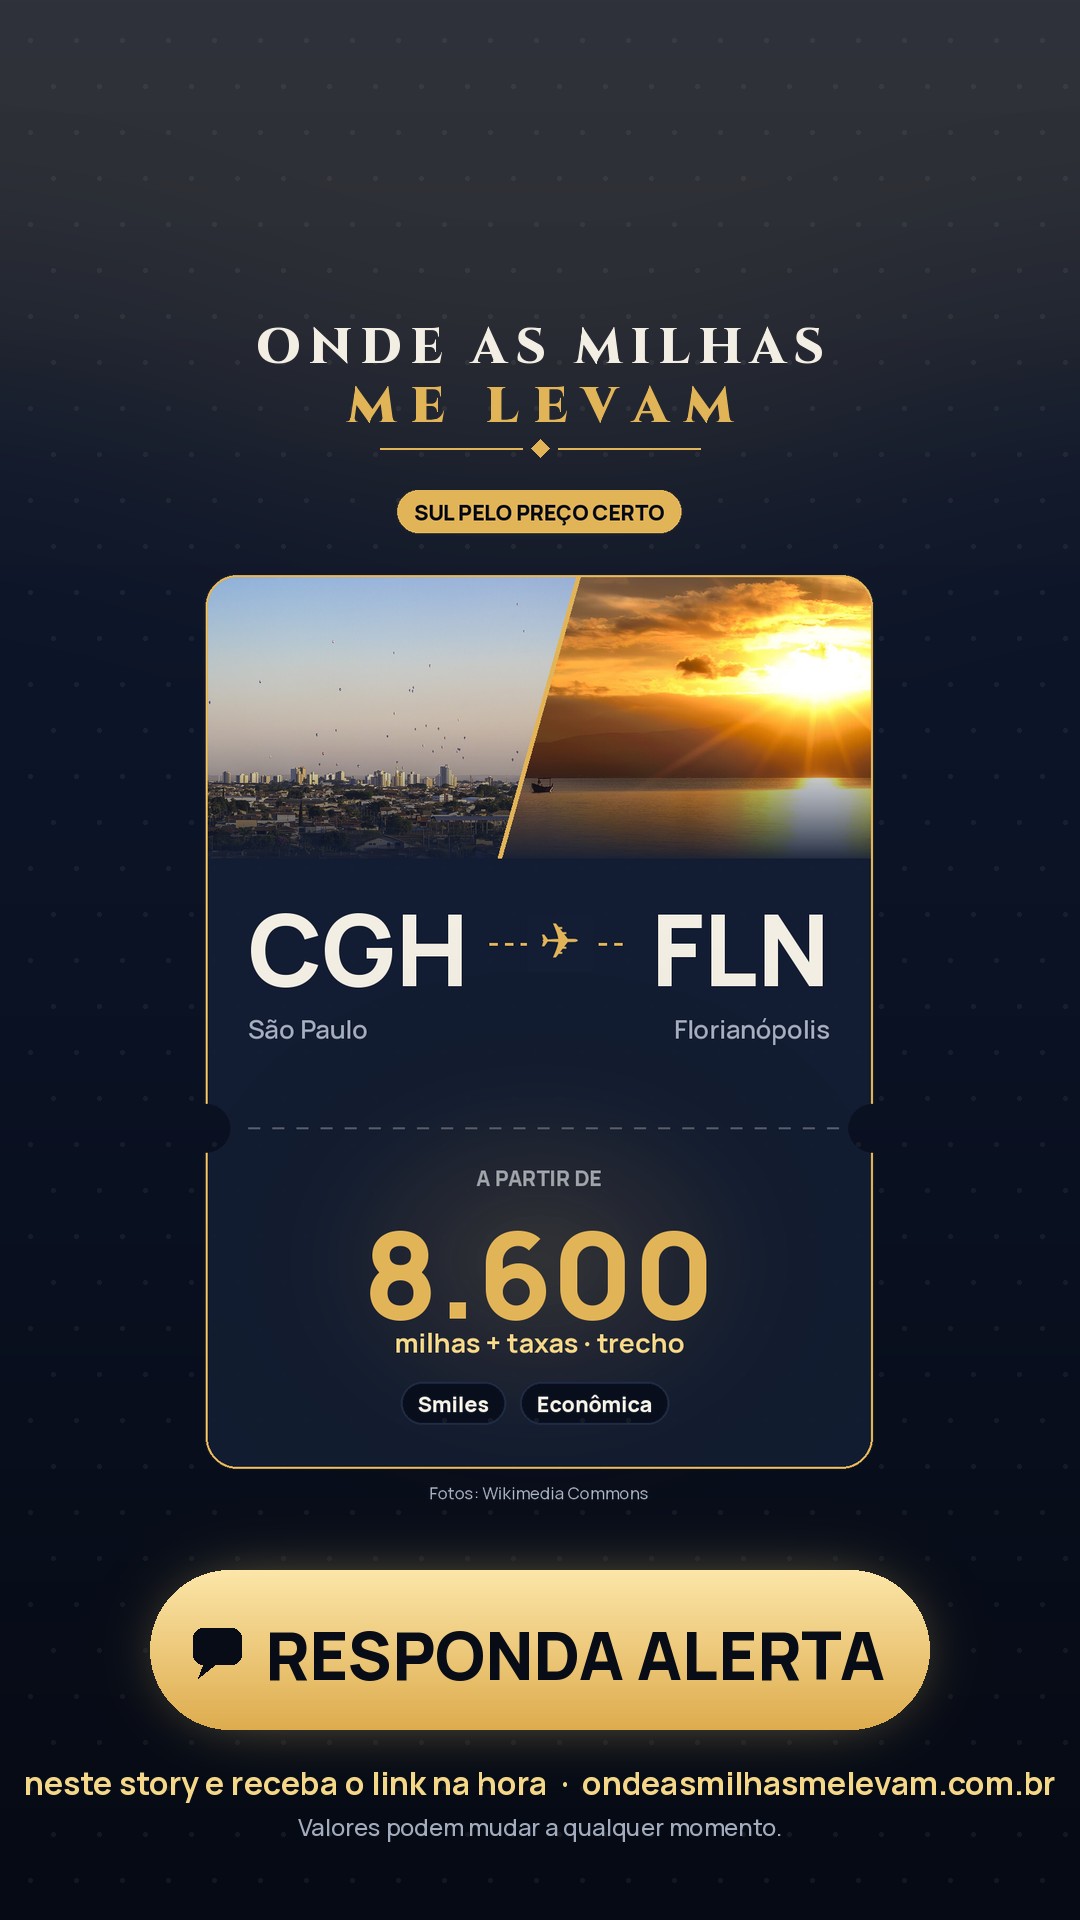 ONDE AS MILHAS
ME LEVAM
SUL PELO PREÇO CERTO
CGH FLN
São Paulo Florianópolis
A PARTIR DE
8.600
milhas + taxas · trecho
Smiles Econômica
Fotos: Wikimedia Commons
RESPONDA ALERTA
neste story e receba o link na hora · ondeasmilhasmelevam.com.br
Valores podem mudar a qualquer momento.